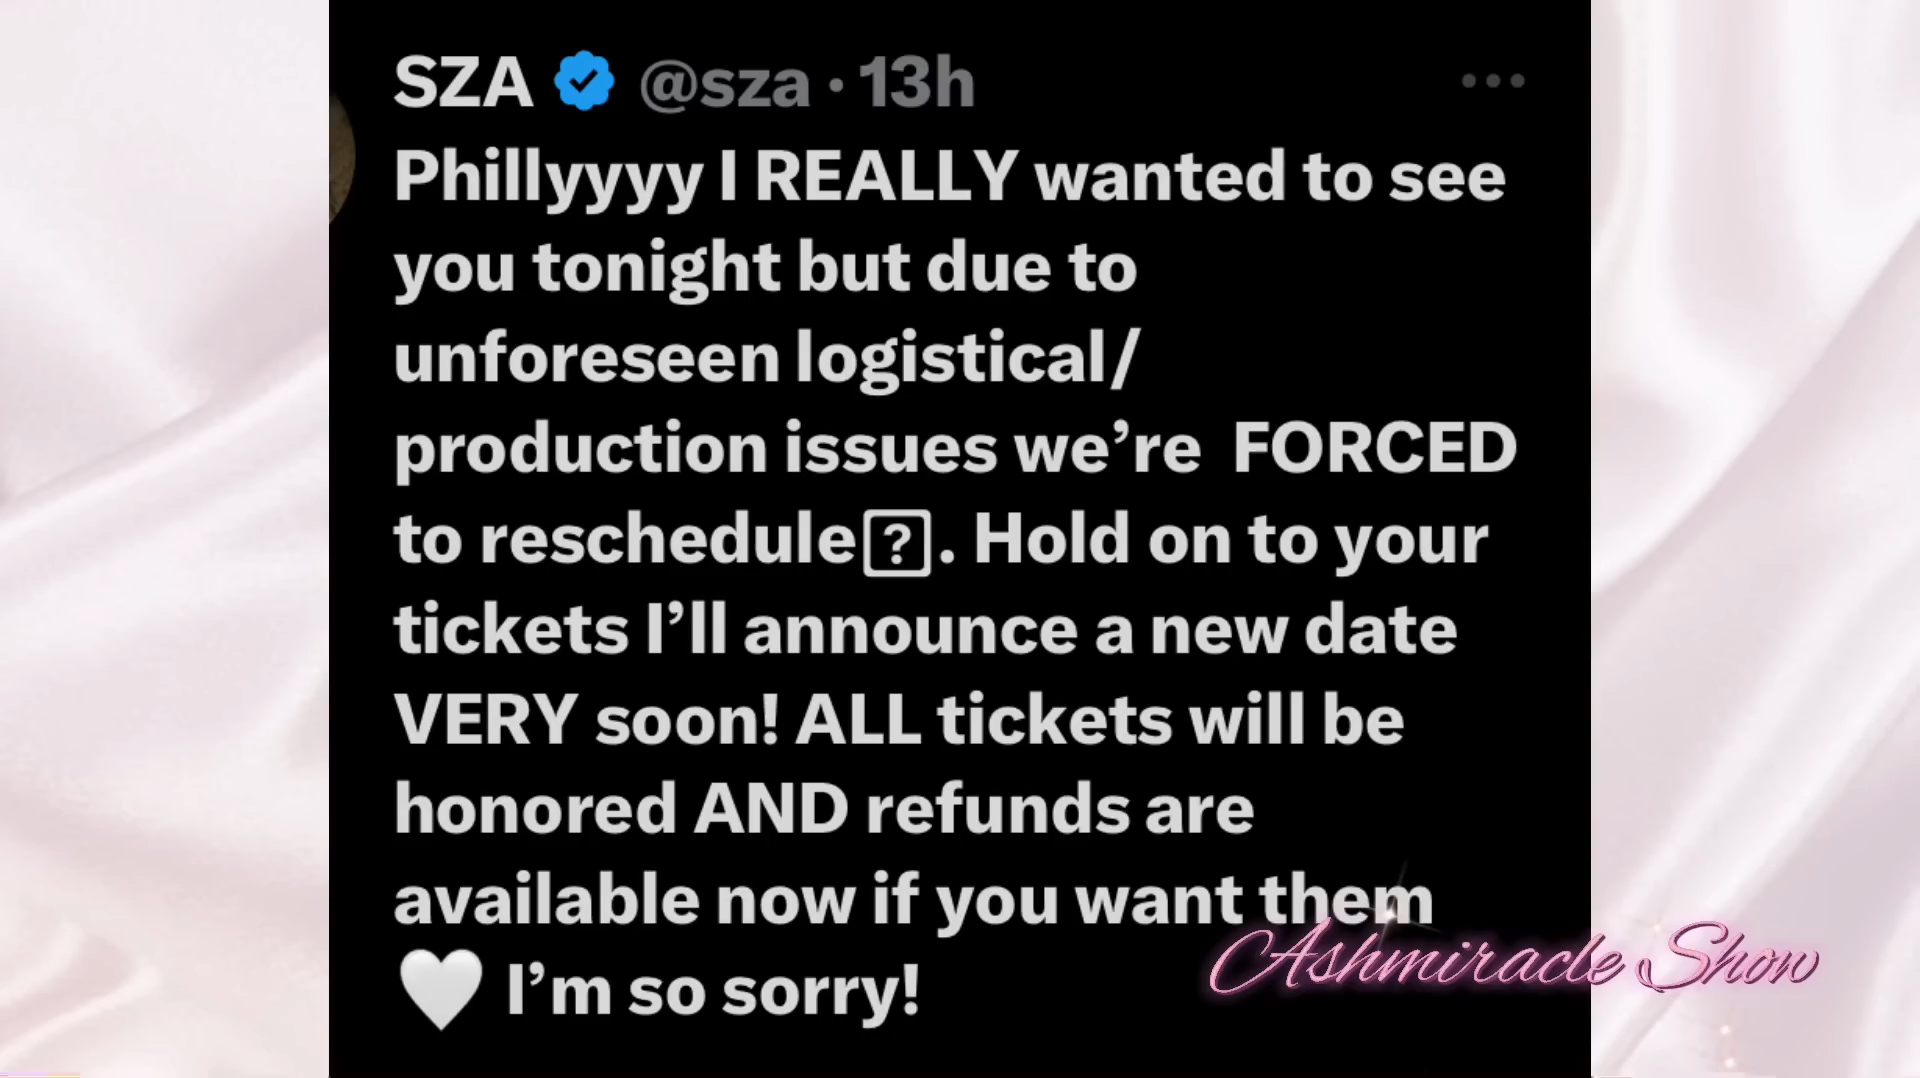 SZA @sza · 13h
Phillyyyy I REALLY wanted to see
you tonight but due to
unforeseen logistical/
production issues we’re  FORCED
to reschedule⍰. Hold on to your
tickets I’ll announce a new date
VERY soon! ALL tickets will be
honored AND refunds are
available now if you want them
🤍 I’m so sorry!
Ashmiracle Show